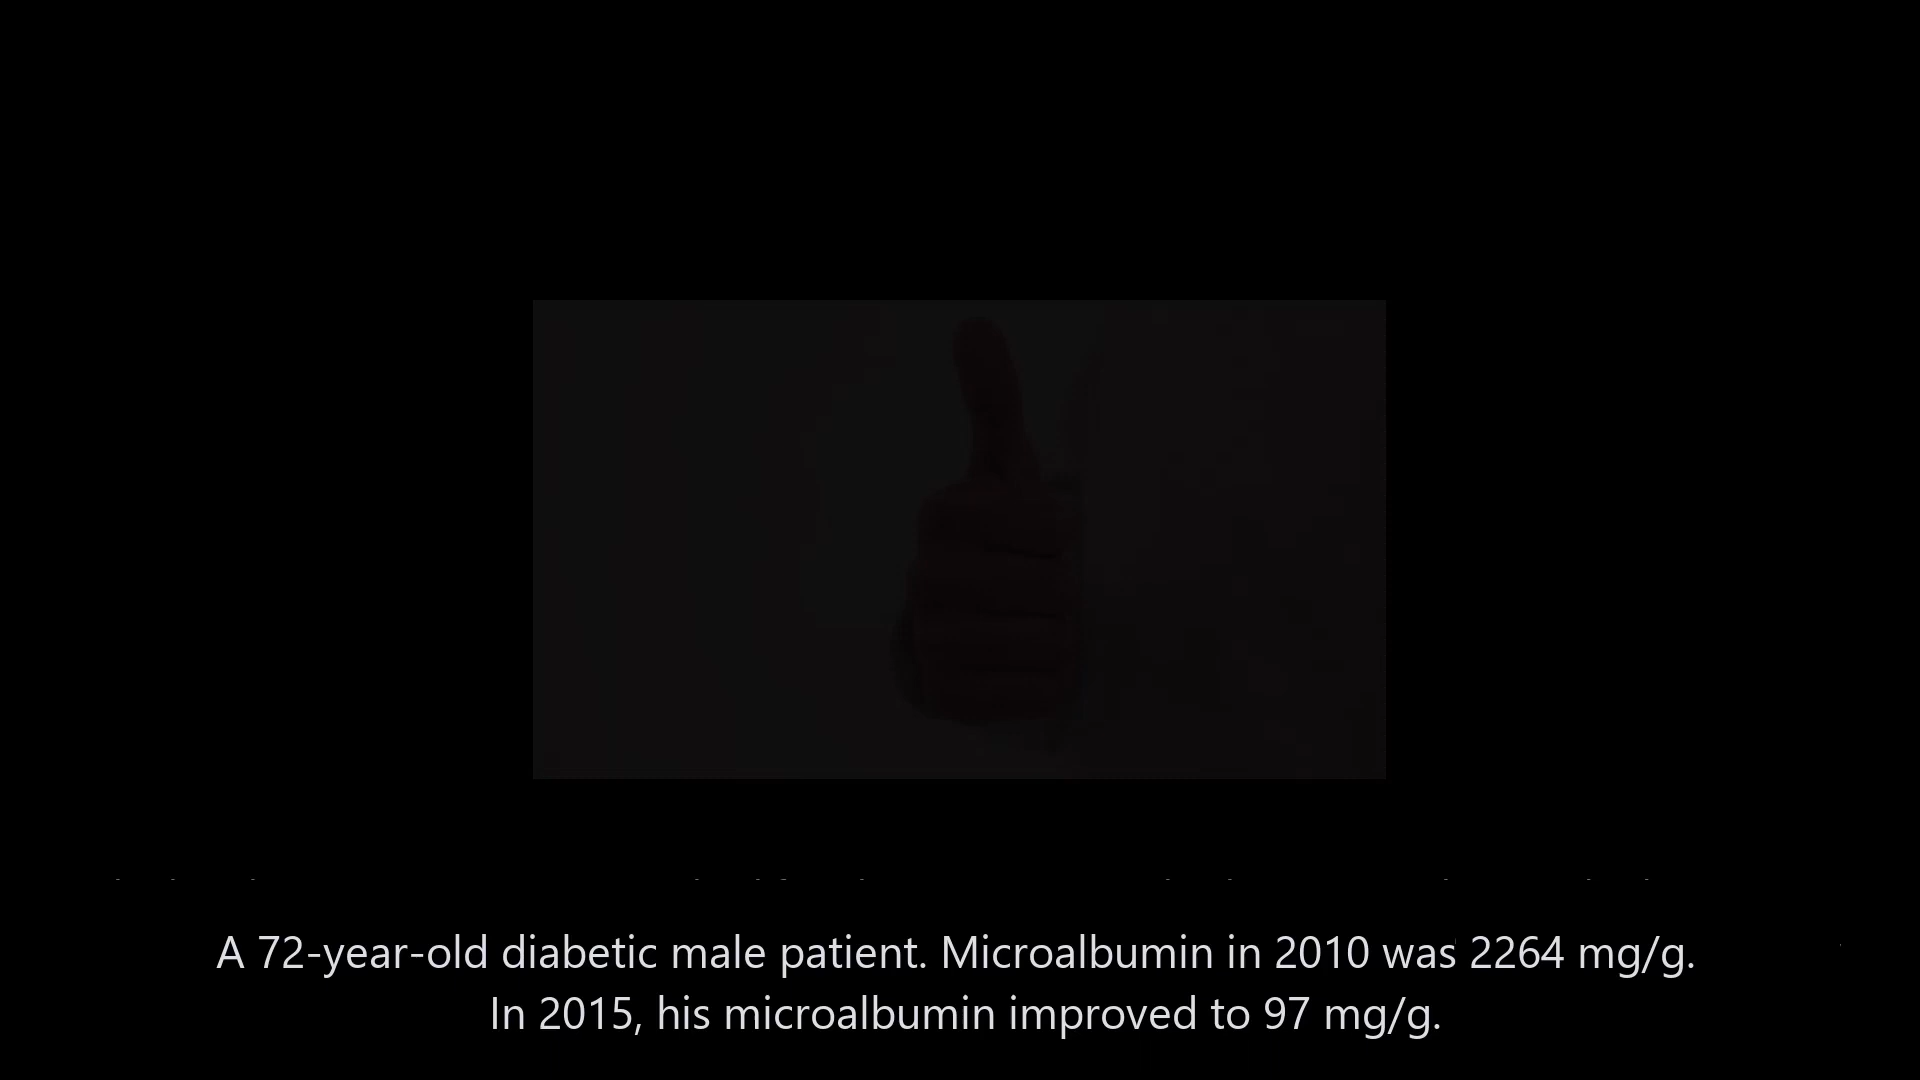 A 72-year-old diabetic male patient. Microalbumin in 2010 was 2264 mg/g.
In 2015, his microalbumin improved to 97 mg/g.